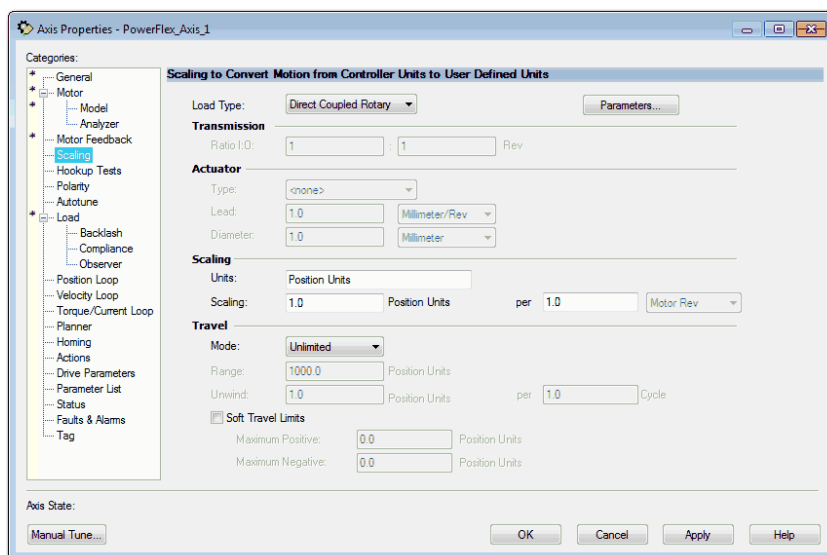 Axis Properties - PowerFlex_Axis_1
Categories:
* General
* Motor
* Model
Analyzer
* Motor Feedback
Scaling
Hookup Tests
Polarity
Autotune
* Load
Backlash
Compliance
Observer
Position Loop
Velocity Loop
Torque/Current Loop
Planner
Homing
Actions
Drive Parameters
Parameter List
Status
Faults & Alarms
Tag
Scaling to Convert Motion from Controller Units to User Defined Units
Load Type: Direct Coupled Rotary Parameters...
Transmission
Ratio I:O: 1 : 1 Rev
Actuator
Type: <none>
Lead: 1.0 Millimeter/Rev
Diameter: 1.0 Millimeter
Scaling
Units: Position Units
Scaling: 1.0 Position Units per 1.0 Motor Rev
Travel
Mode: Unlimited
Range: 1000.0 Position Units
Unwind: 1.0 Position Units per 1.0 Cycle
Soft Travel Limits
Maximum Positive: 0.0 Position Units
Maximum Negative: 0.0 Position Units
Axis State:
Manual Tune... OK Cancel Apply Help